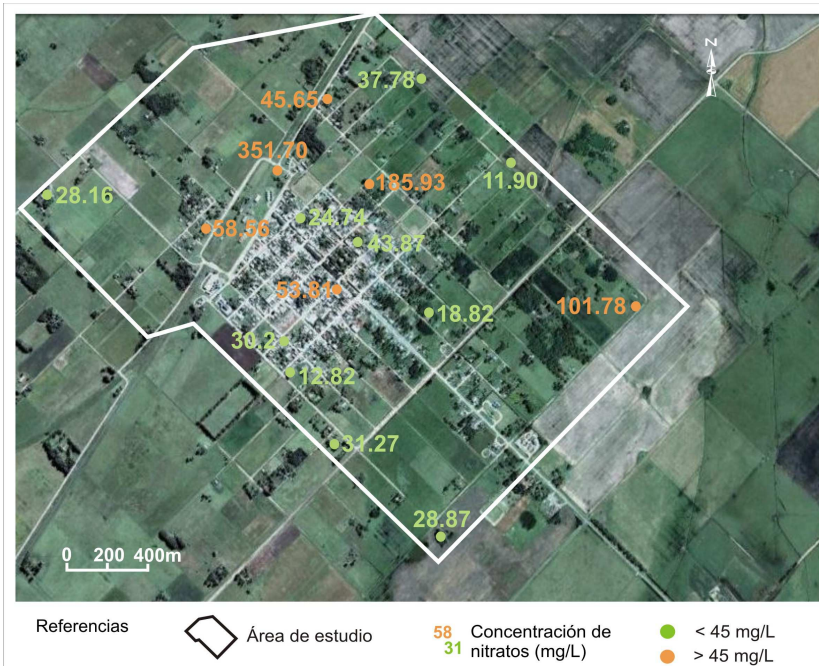 N
37.78
45.65
11.90
351.70
185.93
28.16
24.74
58.56
43.87
53.81
101.78
18.82
30.2
12.82
31.27
28.87
0 200 400m
Referencias
Área de estudio
58
31
Concentración de
nitratos (mg/L)
< 45 mg/L
> 45 mg/L